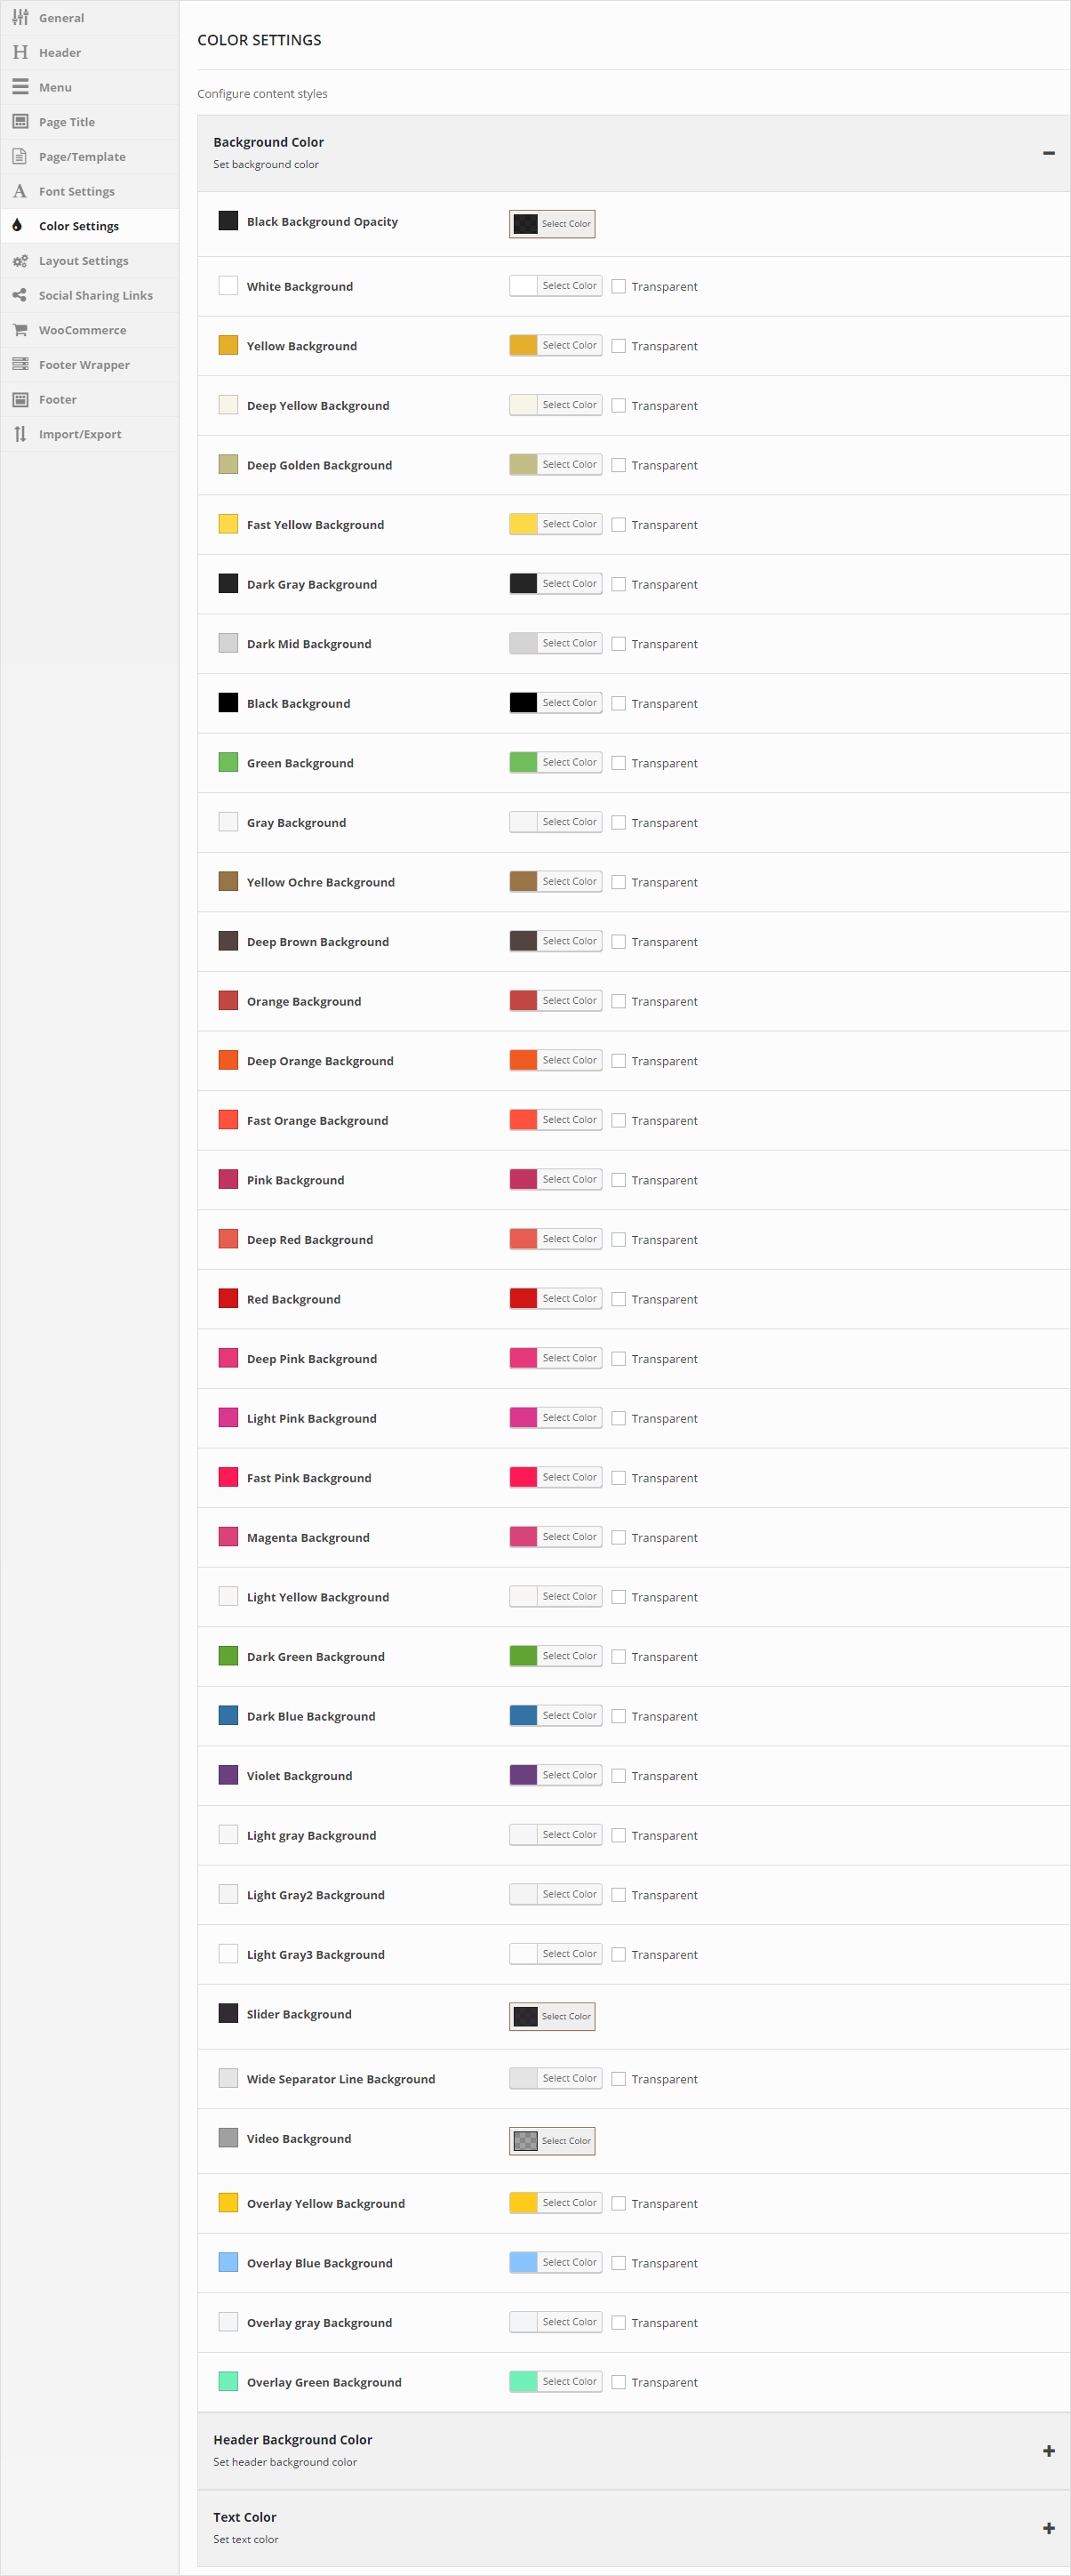 General
Header
Menu
Page Title
Page/Template
Font Settings
Color Settings
Layout Settings
Social Sharing Links
WooCommerce
Footer Wrapper
Footer
Import/Export
COLOR SETTINGS
Configure content styles
Background Color
Set background color
Black Background Opacity Select Color
White Background Select Color Transparent
Yellow Background Select Color Transparent
Deep Yellow Background Select Color Transparent
Deep Golden Background Select Color Transparent
Fast Yellow Background Select Color Transparent
Dark Gray Background Select Color Transparent
Dark Mid Background Select Color Transparent
Black Background Select Color Transparent
Green Background Select Color Transparent
Gray Background Select Color Transparent
Yellow Ochre Background Select Color Transparent
Deep Brown Background Select Color Transparent
Orange Background Select Color Transparent
Deep Orange Background Select Color Transparent
Fast Orange Background Select Color Transparent
Pink Background Select Color Transparent
Deep Red Background Select Color Transparent
Red Background Select Color Transparent
Deep Pink Background Select Color Transparent
Light Pink Background Select Color Transparent
Fast Pink Background Select Color Transparent
Magenta Background Select Color Transparent
Light Yellow Background Select Color Transparent
Dark Green Background Select Color Transparent
Dark Blue Background Select Color Transparent
Violet Background Select Color Transparent
Light gray Background Select Color Transparent
Light Gray2 Background Select Color Transparent
Light Gray3 Background Select Color Transparent
Slider Background Select Color
Wide Separator Line Background Select Color Transparent
Video Background Select Color
Overlay Yellow Background Select Color Transparent
Overlay Blue Background Select Color Transparent
Overlay gray Background Select Color Transparent
Overlay Green Background Select Color Transparent
Header Background Color
Set header background color
Text Color
Set text color